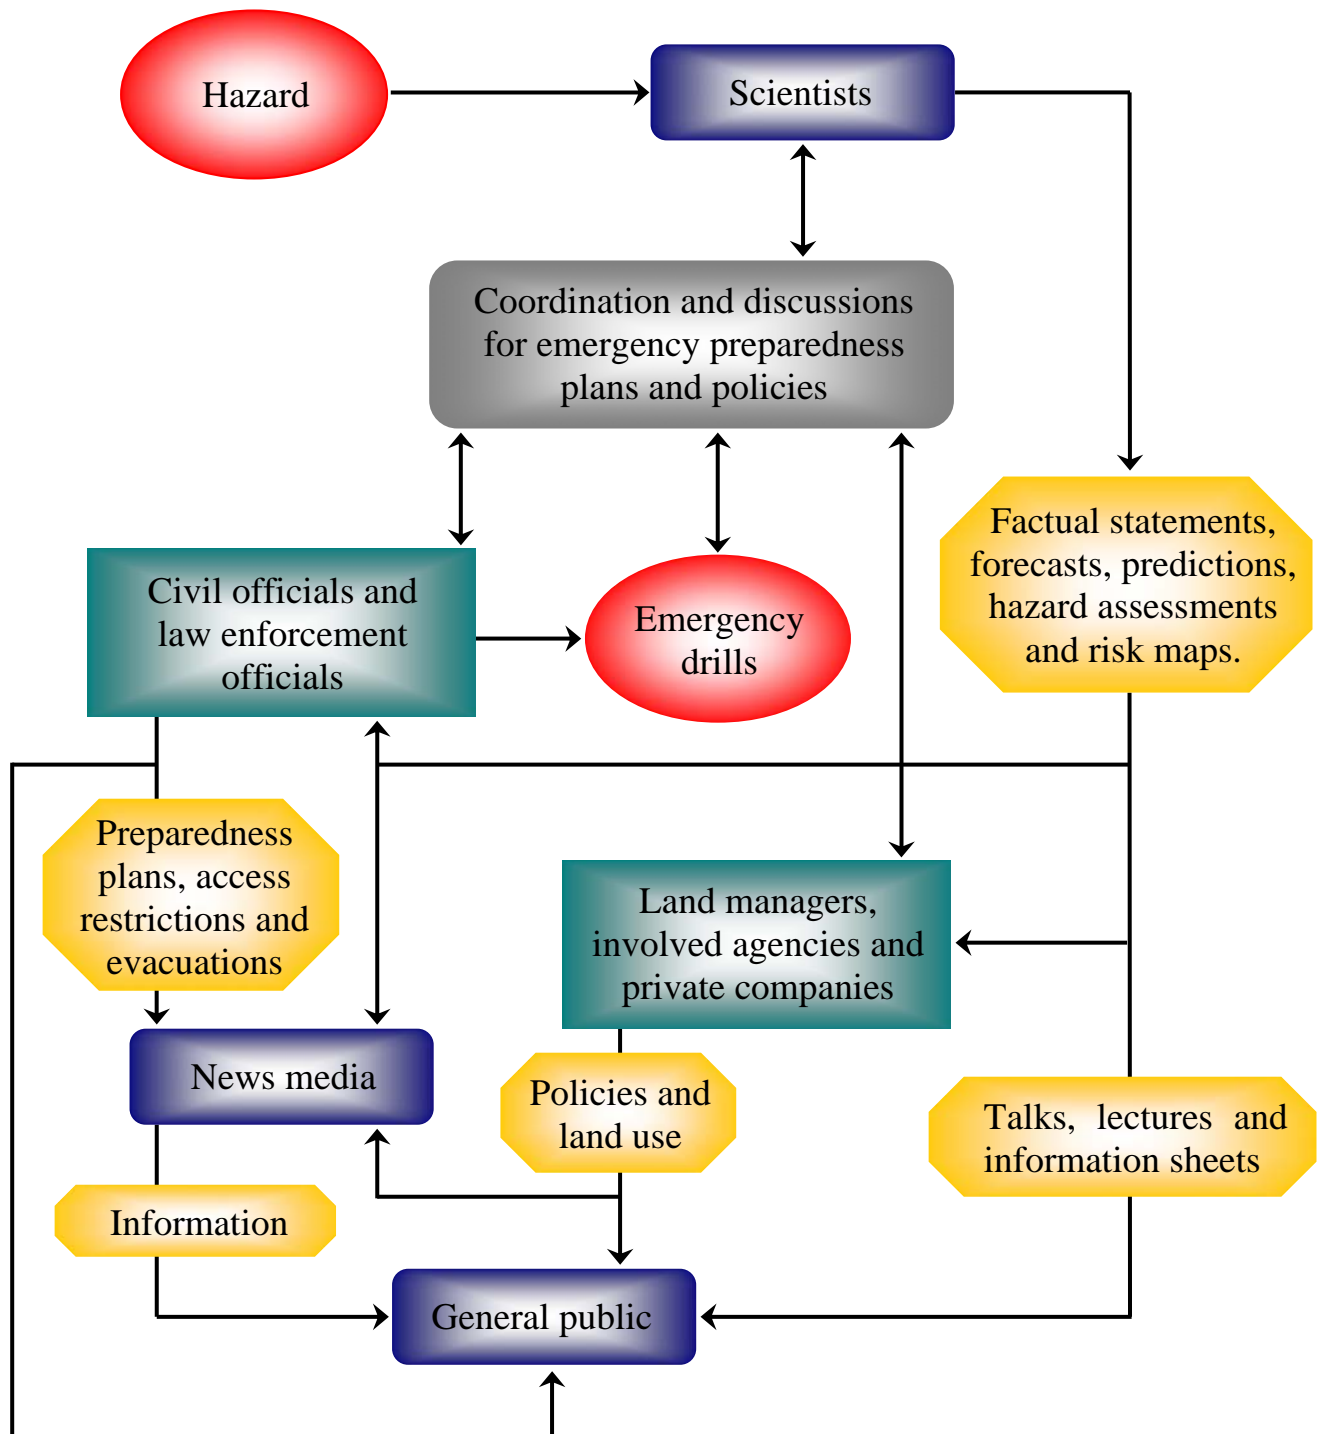 Hazard
Scientists
Coordination and discussions
for emergency preparedness
plans and policies
Factual statements,
forecasts, predictions,
hazard assessments
and risk maps.
Civil officials and
law enforcement
officials
Emergency
drills
Preparedness
plans, access
restrictions and
evacuations
Land managers,
involved agencies and
private companies
News media
Policies and
land use
Talks, lectures and
information sheets
Information
General public